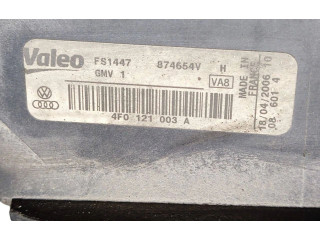 Valeo FS1447 874654V H
GMV 1 VA8
4F0 121 003 A
MADE IN
FRANCE
18/04/2006 10
08 601 4